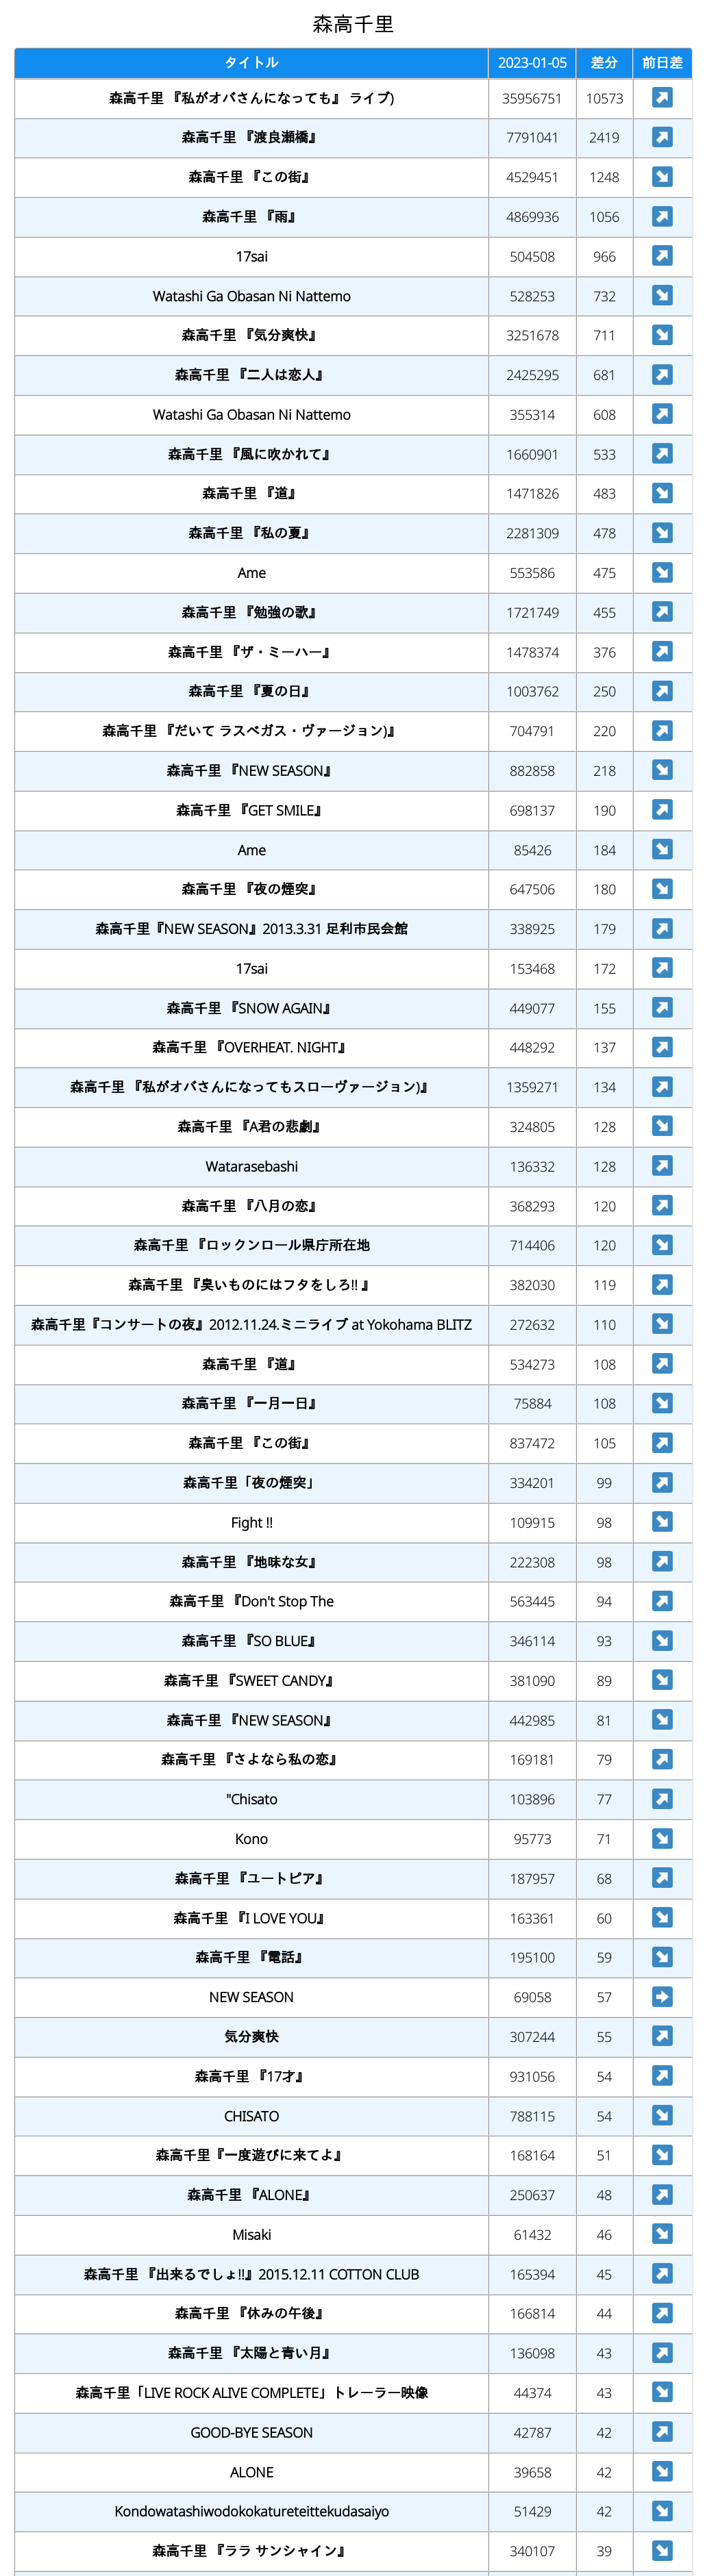 森高千里
タイトル 2023-01-05 差分 前日差
森高千里 『私がオバさんになっても』 ライブ) 35956751 10573
森高千里 『渡良瀬橋』 7791041 2419
森高千里 『この街』 4529451 1248
森高千里 『雨』 4869936 1056
17sai 504508 966
Watashi Ga Obasan Ni Nattemo 528253 732
森高千里 『気分爽快』 3251678 711
森高千里 『二人は恋人』 2425295 681
Watashi Ga Obasan Ni Nattemo 355314 608
森高千里 『風に吹かれて』 1660901 533
森高千里 『道』 1471826 483
森高千里 『私の夏』 2281309 478
Ame 553586 475
森高千里 『勉強の歌』 1721749 455
森高千里 『ザ・ミーハー』 1478374 376
森高千里 『夏の日』 1003762 250
森高千里 『だいて ラスベガス・ヴァージョン)』 704791 220
森高千里 『NEW SEASON』 882858 218
森高千里 『GET SMILE』 698137 190
Ame 85426 184
森高千里 『夜の煙突』 647506 180
森高千里『NEW SEASON』2013.3.31 足利市民会館 338925 179
17sai 153468 172
森高千里 『SNOW AGAIN』 449077 155
森高千里 『OVERHEAT. NIGHT』 448292 137
森高千里 『私がオバさんになってもスローヴァージョン)』 1359271 134
森高千里 『A君の悲劇』 324805 128
Watarasebashi 136332 128
森高千里 『八月の恋』 368293 120
森高千里 『ロックンロール県庁所在地 714406 120
森高千里 『臭いものにはフタをしろ!! 』 382030 119
森高千里『コンサートの夜』2012.11.24.ミニライブ at Yokohama BLITZ 272632 110
森高千里 『道』 534273 108
森高千里 『一月一日』 75884 108
森高千里 『この街』 837472 105
森高千里「夜の煙突」 334201 99
Fight !! 109915 98
森高千里 『地味な女』 222308 98
森高千里 『Don't Stop The 563445 94
森高千里 『SO BLUE』 346114 93
森高千里 『SWEET CANDY』 381090 89
森高千里 『NEW SEASON』 442985 81
森高千里 『さよなら私の恋』 169181 79
"Chisato 103896 77
Kono 95773 71
森高千里 『ユートピア』 187957 68
森高千里 『I LOVE YOU』 163361 60
森高千里 『電話』 195100 59
NEW SEASON 69058 57
気分爽快 307244 55
森高千里 『17才』 931056 54
CHISATO 788115 54
森高千里『一度遊びに来てよ』 168164 51
森高千里 『ALONE』 250637 48
Misaki 61432 46
森高千里 『出来るでしょ!!』2015.12.11 COTTON CLUB 165394 45
森高千里 『休みの午後』 166814 44
森高千里 『太陽と青い月』 136098 43
森高千里「LIVE ROCK ALIVE COMPLETE」トレーラー映像 44374 43
GOOD-BYE SEASON 42787 42
ALONE 39658 42
Kondowatashiwodokokatureteittekudasaiyo 51429 42
森高千里 『ララ サンシャイン』 340107 39